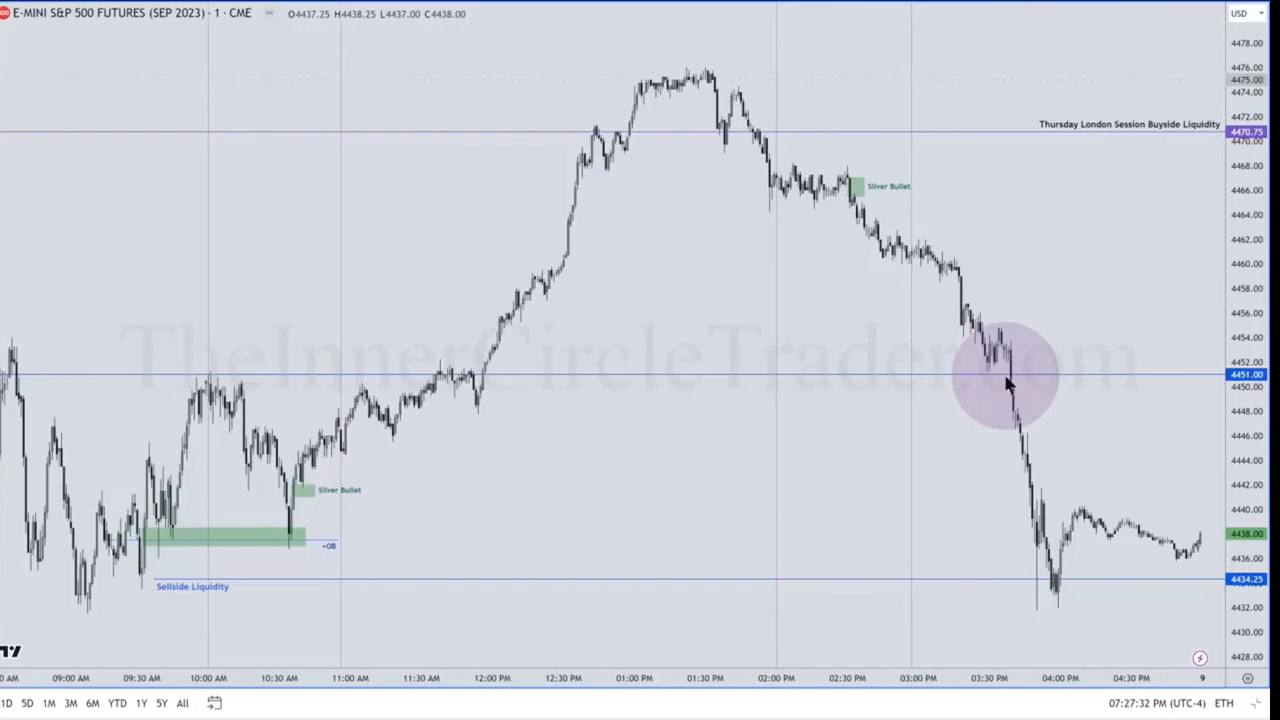 E-MINI S&P 500 FUTURES (SEP 2023) · 1 · CME O4437.25 H4438.25 L4437.00 C4438.00
USD
4478.00
4476.00
4475.00
4474.00
4472.00
Thursday London Session Buyside Liquidity
4470.75
4470.00
4468.00
Silver Bullet
4466.00
4464.00
4462.00
4460.00
4458.00
4456.00
4454.00
TheInnerCircleTrader.com
4452.00
4451.00
4450.00
4448.00
4446.00
4444.00
4442.00
Silver Bullet
4440.00
4438.00
+OB
4436.00
4434.25
Sellside Liquidity
4432.00
4430.00
4428.00
0 AM 09:00 AM 09:30 AM 10:00 AM 10:30 AM 11:00 AM 12:00 PM 12:30 PM 01:00 PM 01:30 PM 02:00 PM 02:30 PM 03:00 PM 03:30 PM 04:00 PM 04:30 PM 9
1D 5D 1M 3M 6M YTD 1Y 5Y All 07:27:32 PM (UTC-4) ETH